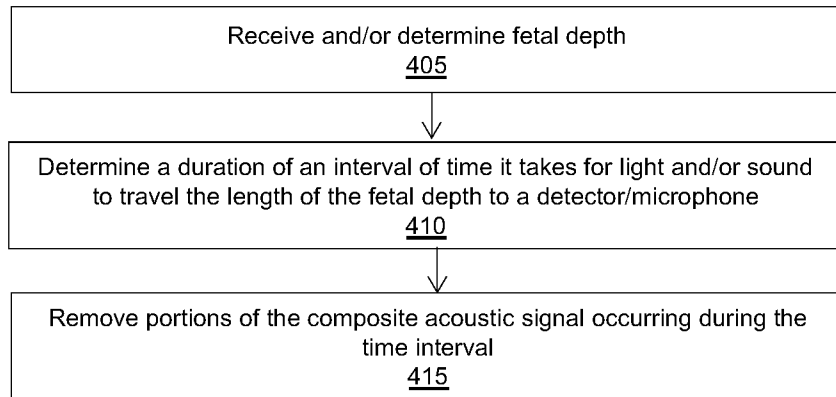 Receive and/or determine fetal depth
405
Determine a duration of an interval of time it takes for light and/or sound
to travel the length of the fetal depth to a detector/microphone
410
Remove portions of the composite acoustic signal occurring during the
time interval
415